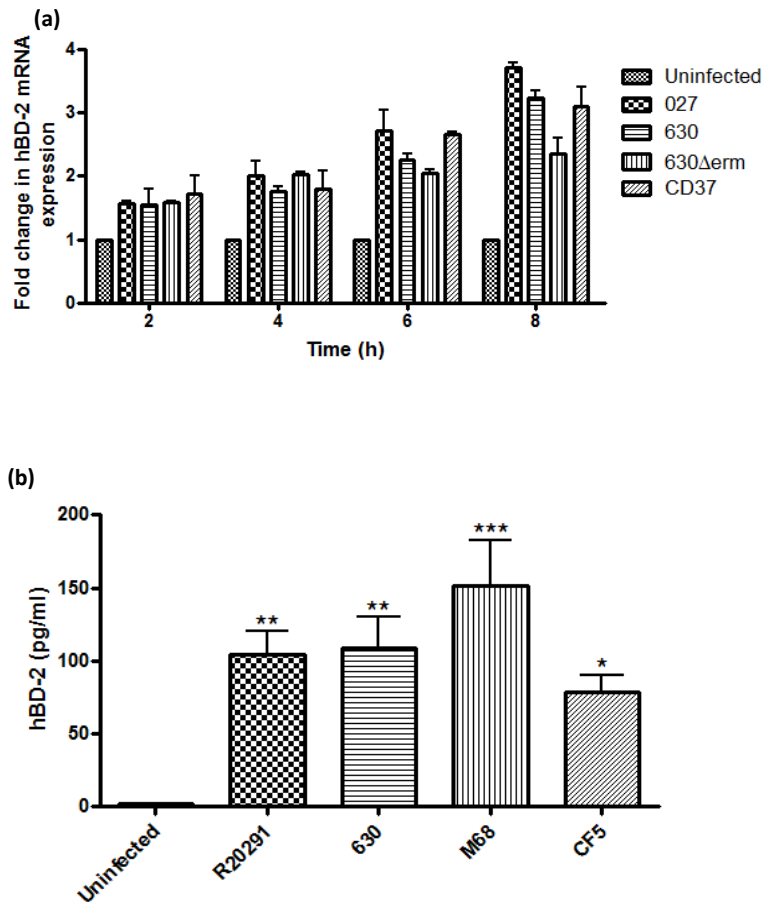 (a)
Fold change in hBD-2 mRNA
expression
4
3
2
1
0
2
4
6
8
Time (h)
Uninfected
027
630
630Δerm
CD37
(b)
hBD-2 (pg/ml)
200
150
100
50
0
**
**
***
*
Uninfected
R20291
630
M68
CF5